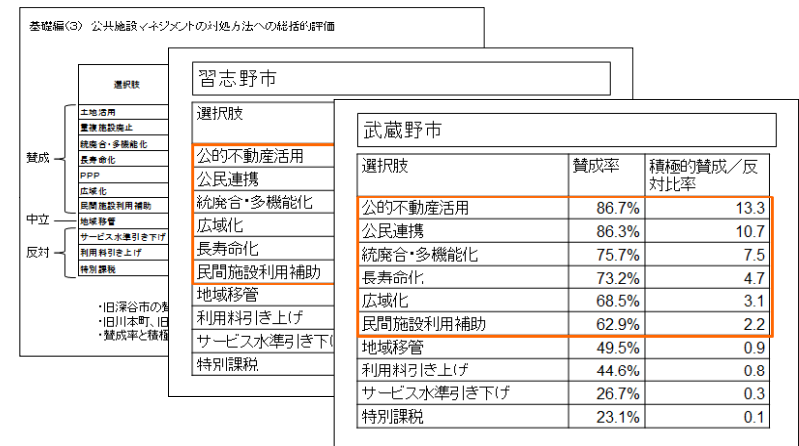 基礎編(3) 公共施設マネジメントの対処方法への総括的評価
選択肢
土地活用
重複施設廃止
統廃合・多機能化
長寿命化
PPP
広域化
民間施設利用補助
地域移管
サービス水準引き下げ
利用料引き上げ
特別課税
賛成
中立
反対
・旧深谷市の
・旧川本町、旧
・賛成率と積極
習志野市
選択肢
公的不動産活用
公民連携
統廃合・多機能化
広域化
長寿命化
民間施設利用補助
地域移管
利用料引き上げ
サービス水準引き下
特別課税
武蔵野市
選択肢 賛成率 積極的賛成／反
対比率
公的不動産活用 86.7% 13.3
公民連携 86.3% 10.7
統廃合・多機能化 75.7% 7.5
長寿命化 73.2% 4.7
広域化 68.5% 3.1
民間施設利用補助 62.9% 2.2
地域移管 49.5% 0.9
利用料引き上げ 44.6% 0.8
サービス水準引き下げ 26.7% 0.3
特別課税 23.1% 0.1